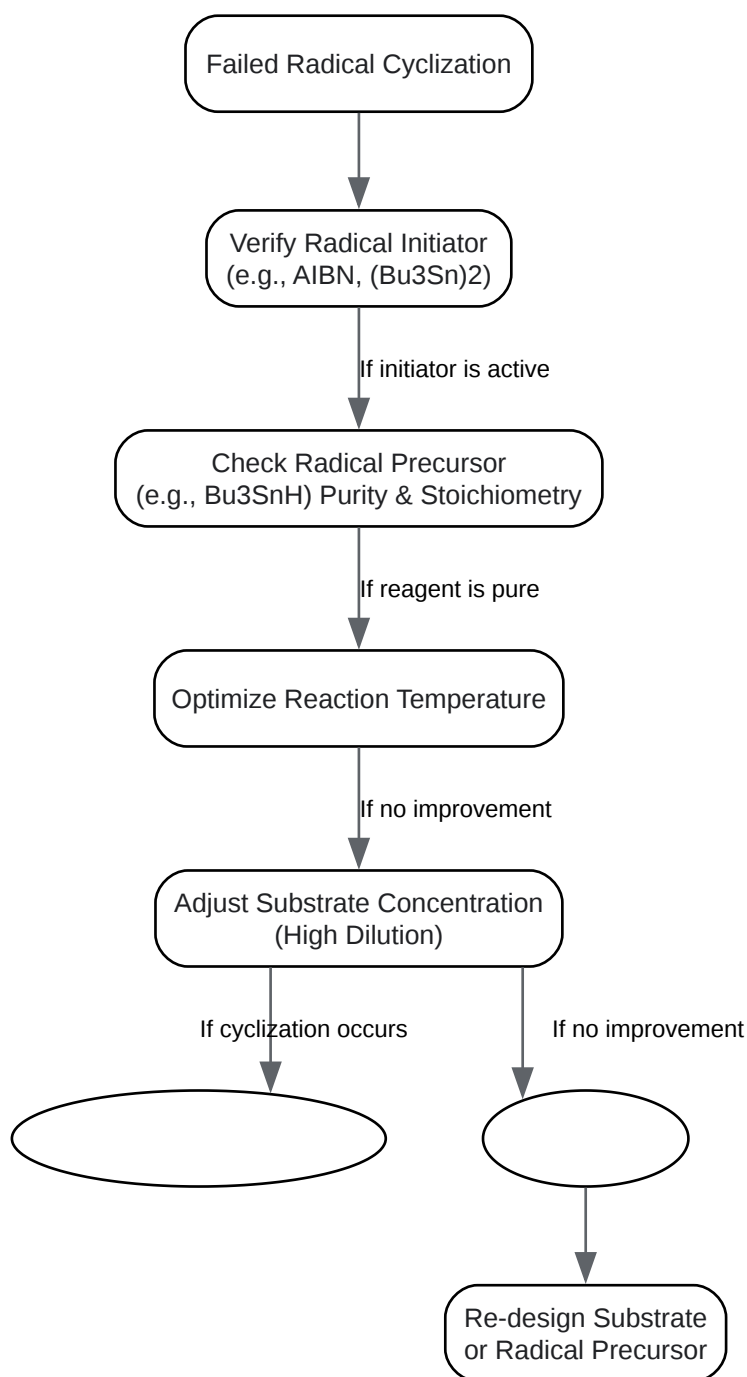 Failed Radical Cyclization
Verify Radical Initiator
(e.g., AIBN, (Bu3Sn)2)
If initiator is active
Check Radical Precursor
(e.g., Bu3SnH) Purity & Stoichiometry
If reagent is pure
Optimize Reaction Temperature
If no improvement
Adjust Substrate Concentration
(High Dilution)
If cyclization occurs
If no improvement
Re-design Substrate
or Radical Precursor